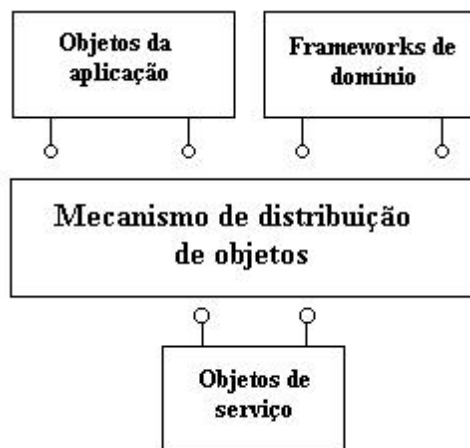 Objetos da
aplicação
Frameworks de
domínio
Mecanismo de distribuição
de objetos
Objetos de
serviço